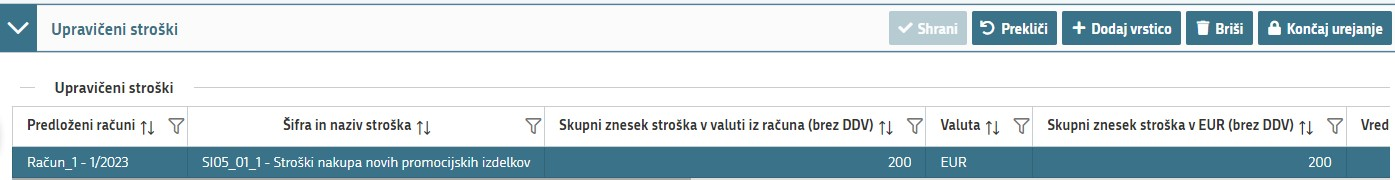 Upravičeni stroški
Shrani Prekliči Dodaj vrstico Briši Končaj urejanje
Upravičeni stroški
Predloženi računi Šifra in naziv stroška Skupni znesek stroška v valuti iz računa (brez DDV) Valuta Skupni znesek stroška v EUR (brez DDV) Vred
Račun_1 - 1/2023 SI05_01_1 - Stroški nakupa novih promocijskih izdelkov 200 EUR 200